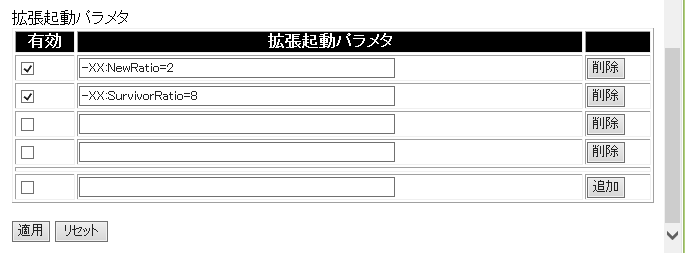 拡張起動パラメタ
有効 拡張起動パラメタ
-XX:NewRatio=2 削除
-XX:SurvivorRatio=8 削除
削除
削除
追加
適用 リセット